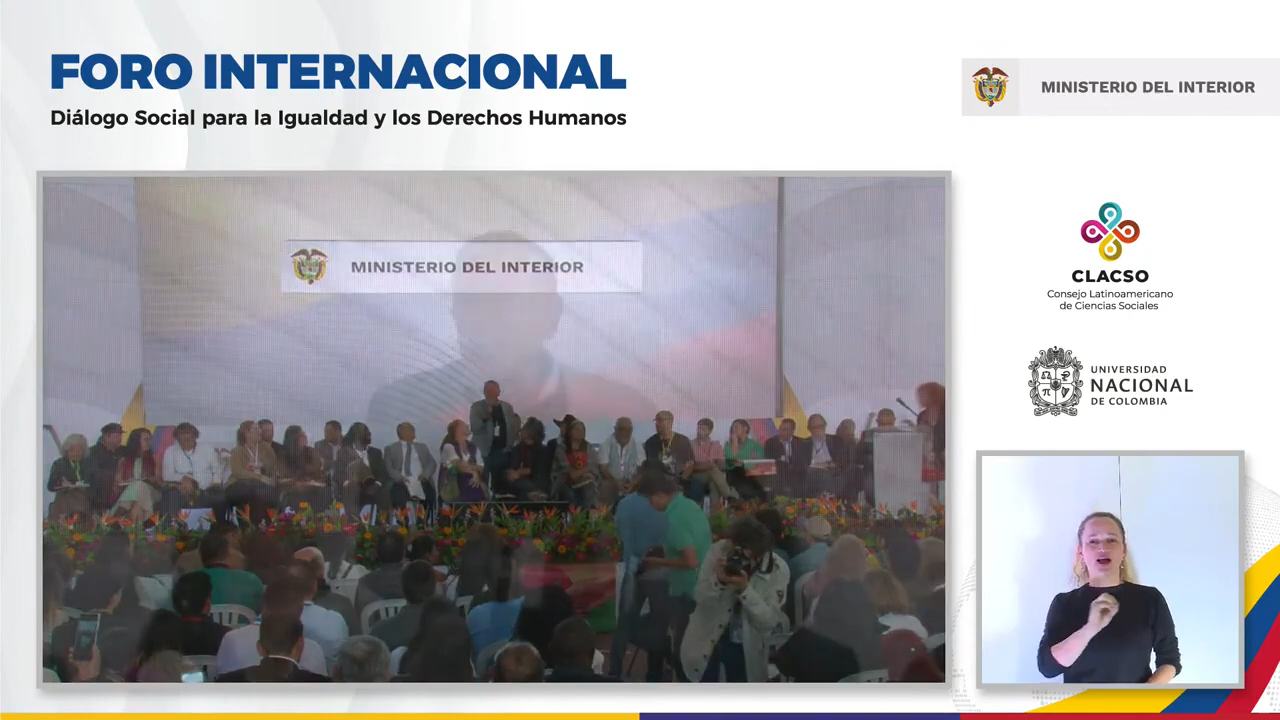 FORO INTERNACIONAL
Diálogo Social para la Igualdad y los Derechos Humanos
MINISTERIO DEL INTERIOR
MINISTERIO DEL INTERIOR
CLACSO
Consejo Latinoamericano
de Ciencias Sociales
UNIVERSIDAD
NACIONAL
DE COLOMBIA